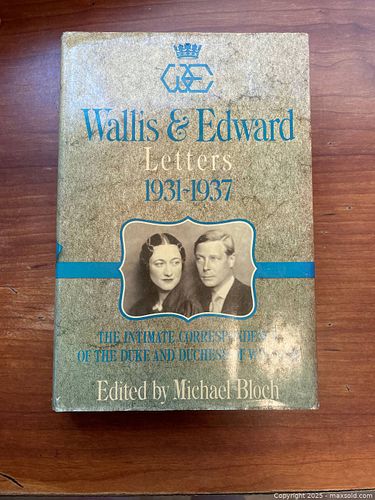 WE
Wallis & Edward
Letters
1931-1937
THE INTIMATE CORRESPONDENCE
OF THE DUKE AND DUCHESS OF
Edited by Michael Bloch
Copyright 2025 - maxsold.com